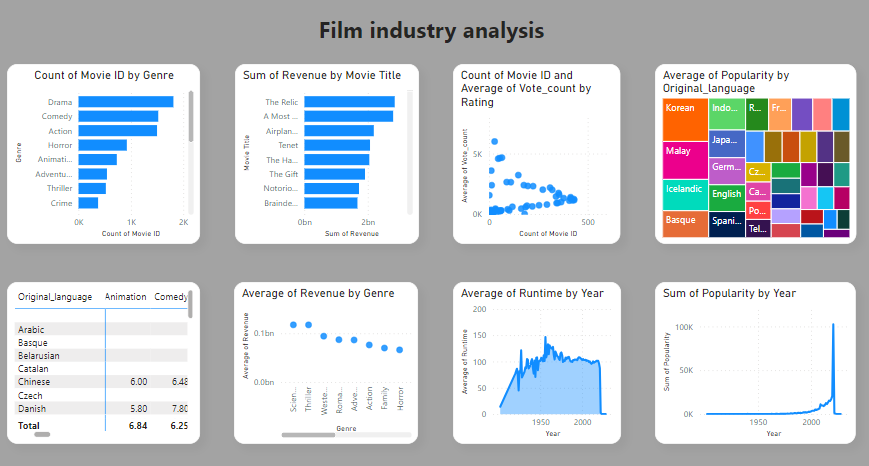 Film industry analysis
Count of Movie ID by Genre
Genre
Drama
Comedy
Action
Horror
Animati...
Adventu...
Thriller
Crime
0K 1K 2K
Count of Movie ID
Sum of Revenue by Movie Title
Movie Title
The Relic
A Most ...
Airplan...
Tenet
The Ha...
The Gift
Notorio...
Brainde...
0bn 2bn
Sum of Revenue
Count of Movie ID and
Average of Vote_count by
Rating
Average of Vote_count
5K
0K
0 500
Count of Movie ID
Average of Popularity by
Original_language
Korean
Malay
Icelandic
Basque
Indo...
Japa...
Germ...
English
Spani...
R...
Fr...
Cz...
Ca...
Po...
Tel...
Original_language Animation Comedy
Arabic
Basque
Belarusian
Catalan
Chinese 6.00 6.48
Czech
Danish 5.80 7.80
Total 6.84 6.25
Average of Revenue by Genre
Average of Revenue
0.1bn
0.0bn
Scien...
Thriller
Weste...
Roma...
Adve...
Action
Family
Horror
Genre
Average of Runtime by Year
Average of Runtime
200
150
100
50
0
1950 2000
Year
Sum of Popularity by Year
Sum of Popularity
100K
50K
0K
1950 2000
Year